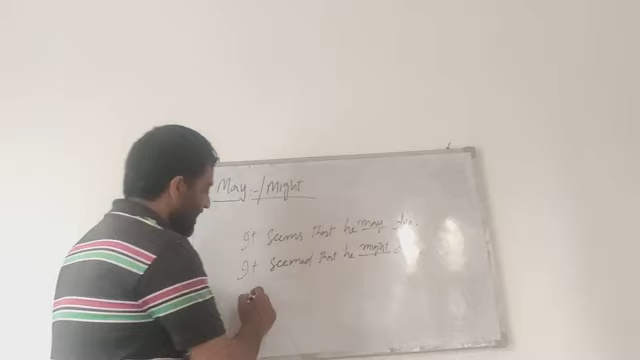 May :-/Might
It seems that he may
It seemed that he might